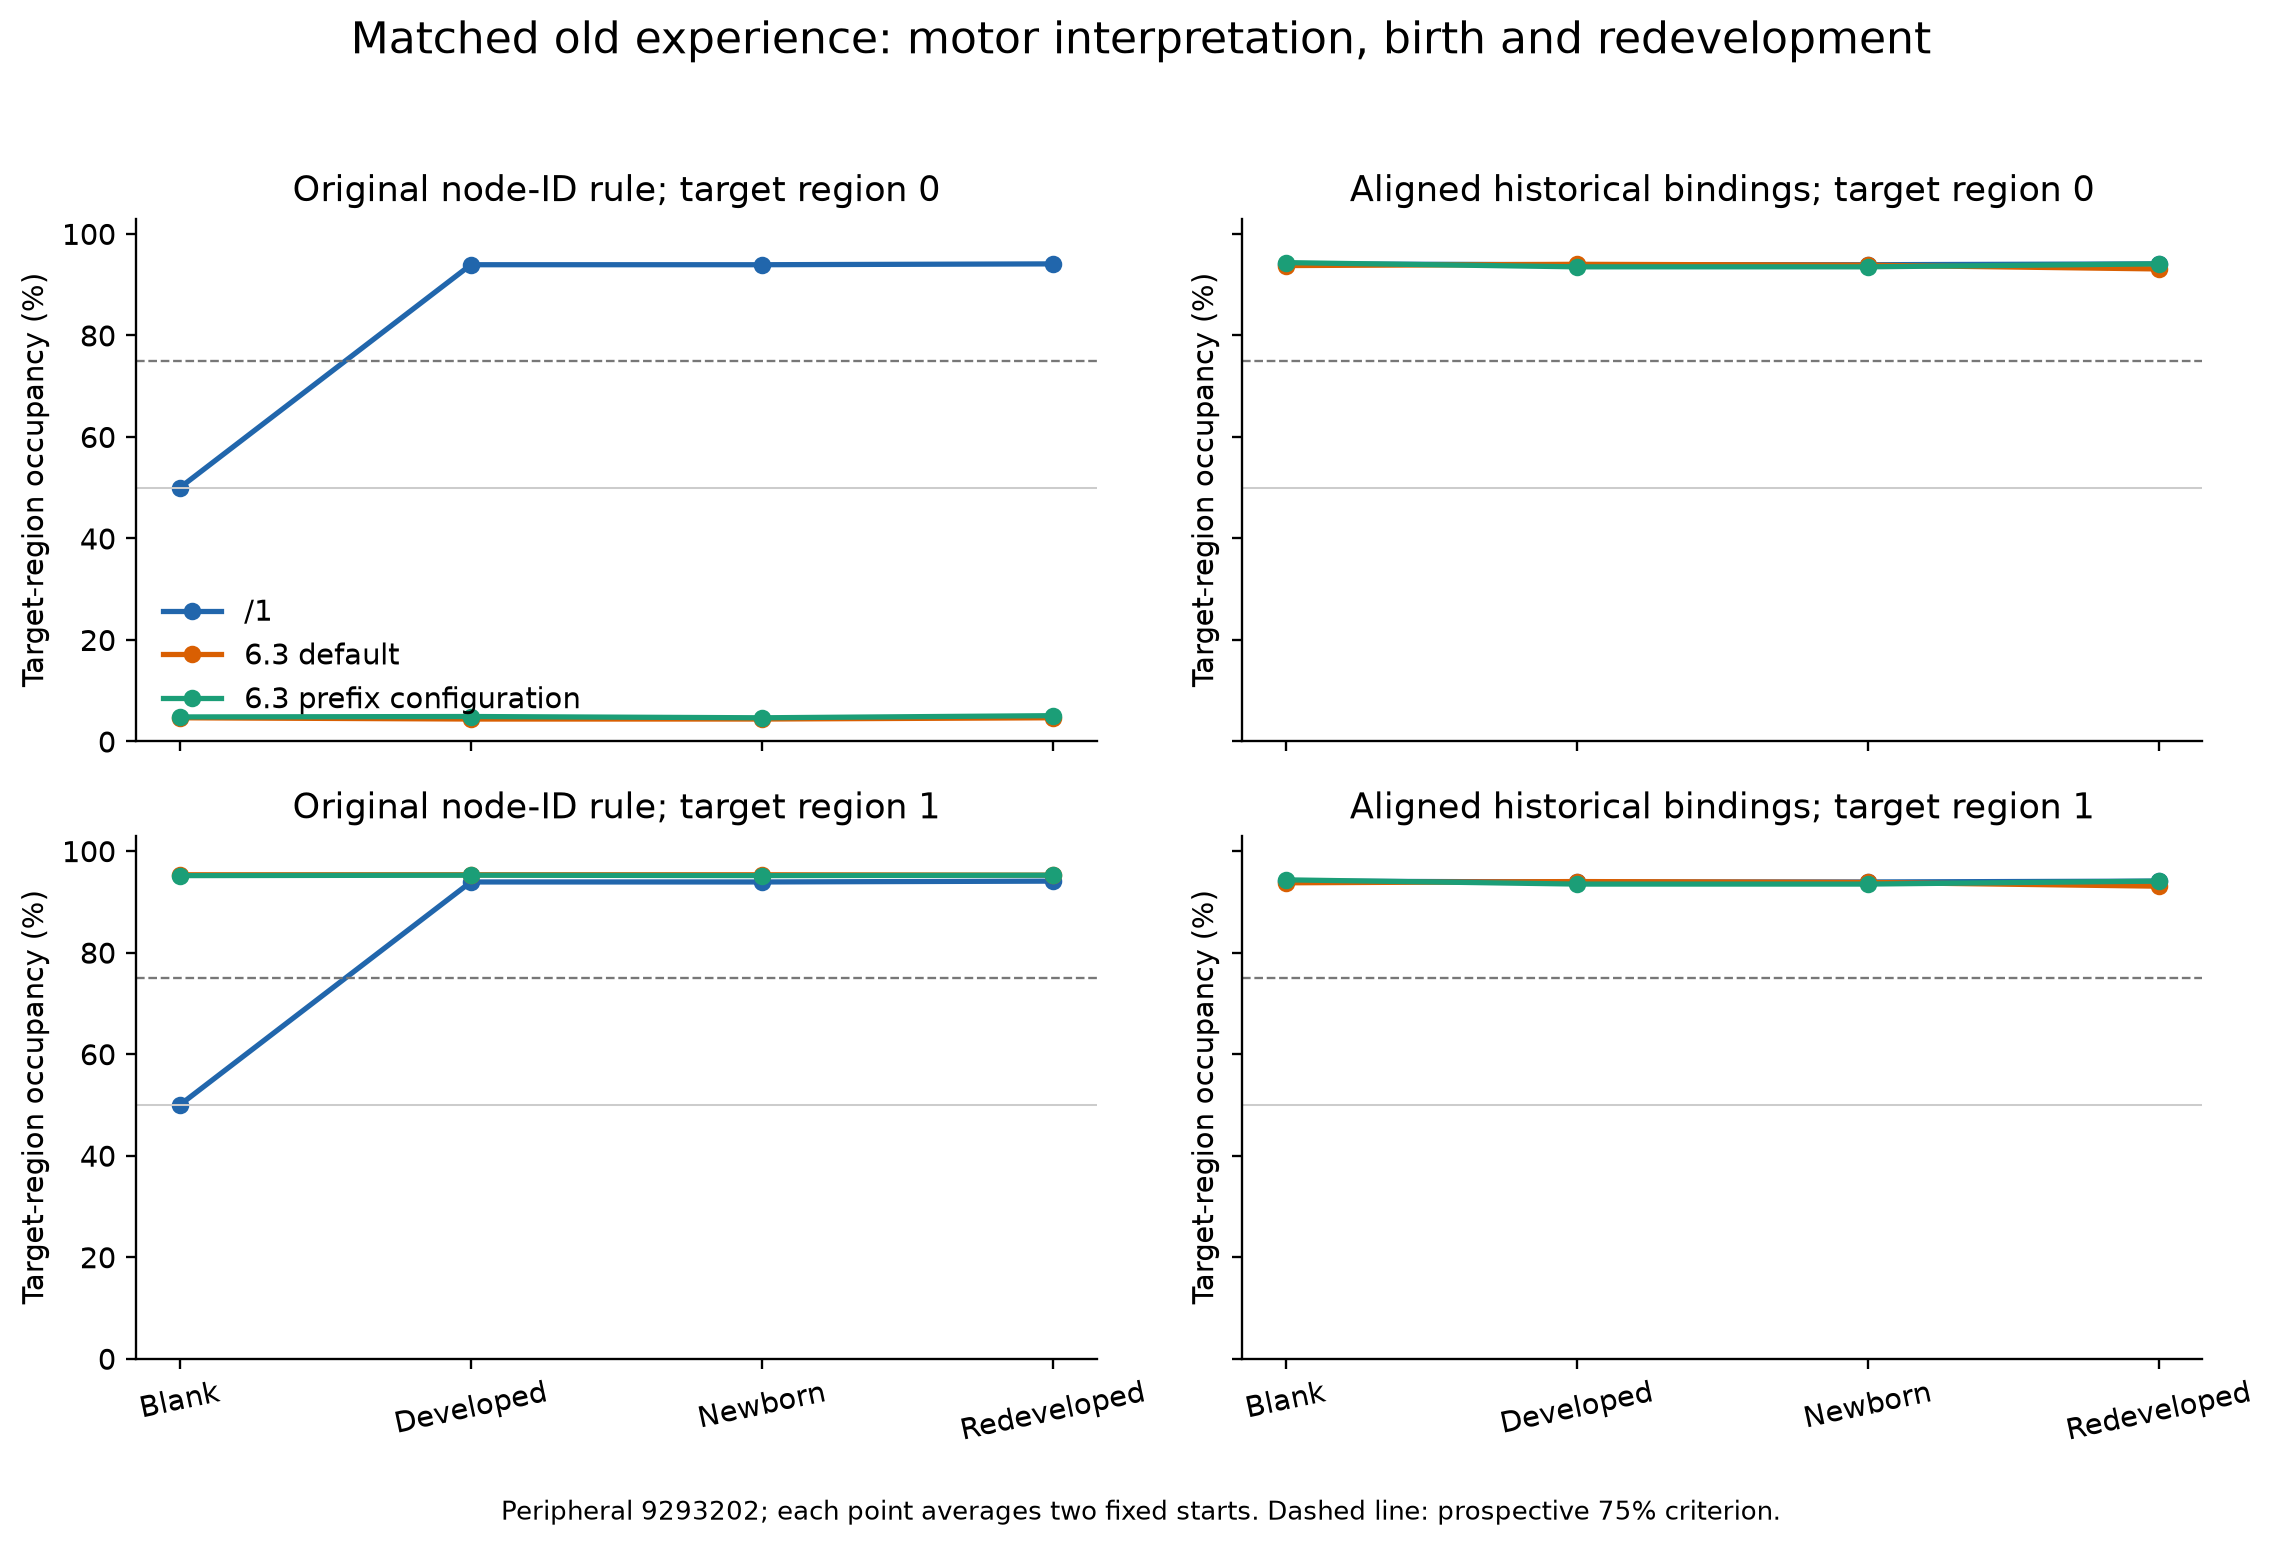 Matched old experience: motor interpretation, birth and redevelopment
Original node-ID rule; target region 0
Target-region occupancy (%)
100
80
60
40
20
0
/1
6.3 default
6.3 prefix configuration
Aligned historical bindings; target region 0
Target-region occupancy (%)
Original node-ID rule; target region 1
Target-region occupancy (%)
100
80
60
40
20
0
Blank
Developed
Newborn
Redeveloped
Aligned historical bindings; target region 1
Target-region occupancy (%)
Blank
Developed
Newborn
Redeveloped
Peripheral 9293202; each point averages two fixed starts. Dashed line: prospective 75% criterion.